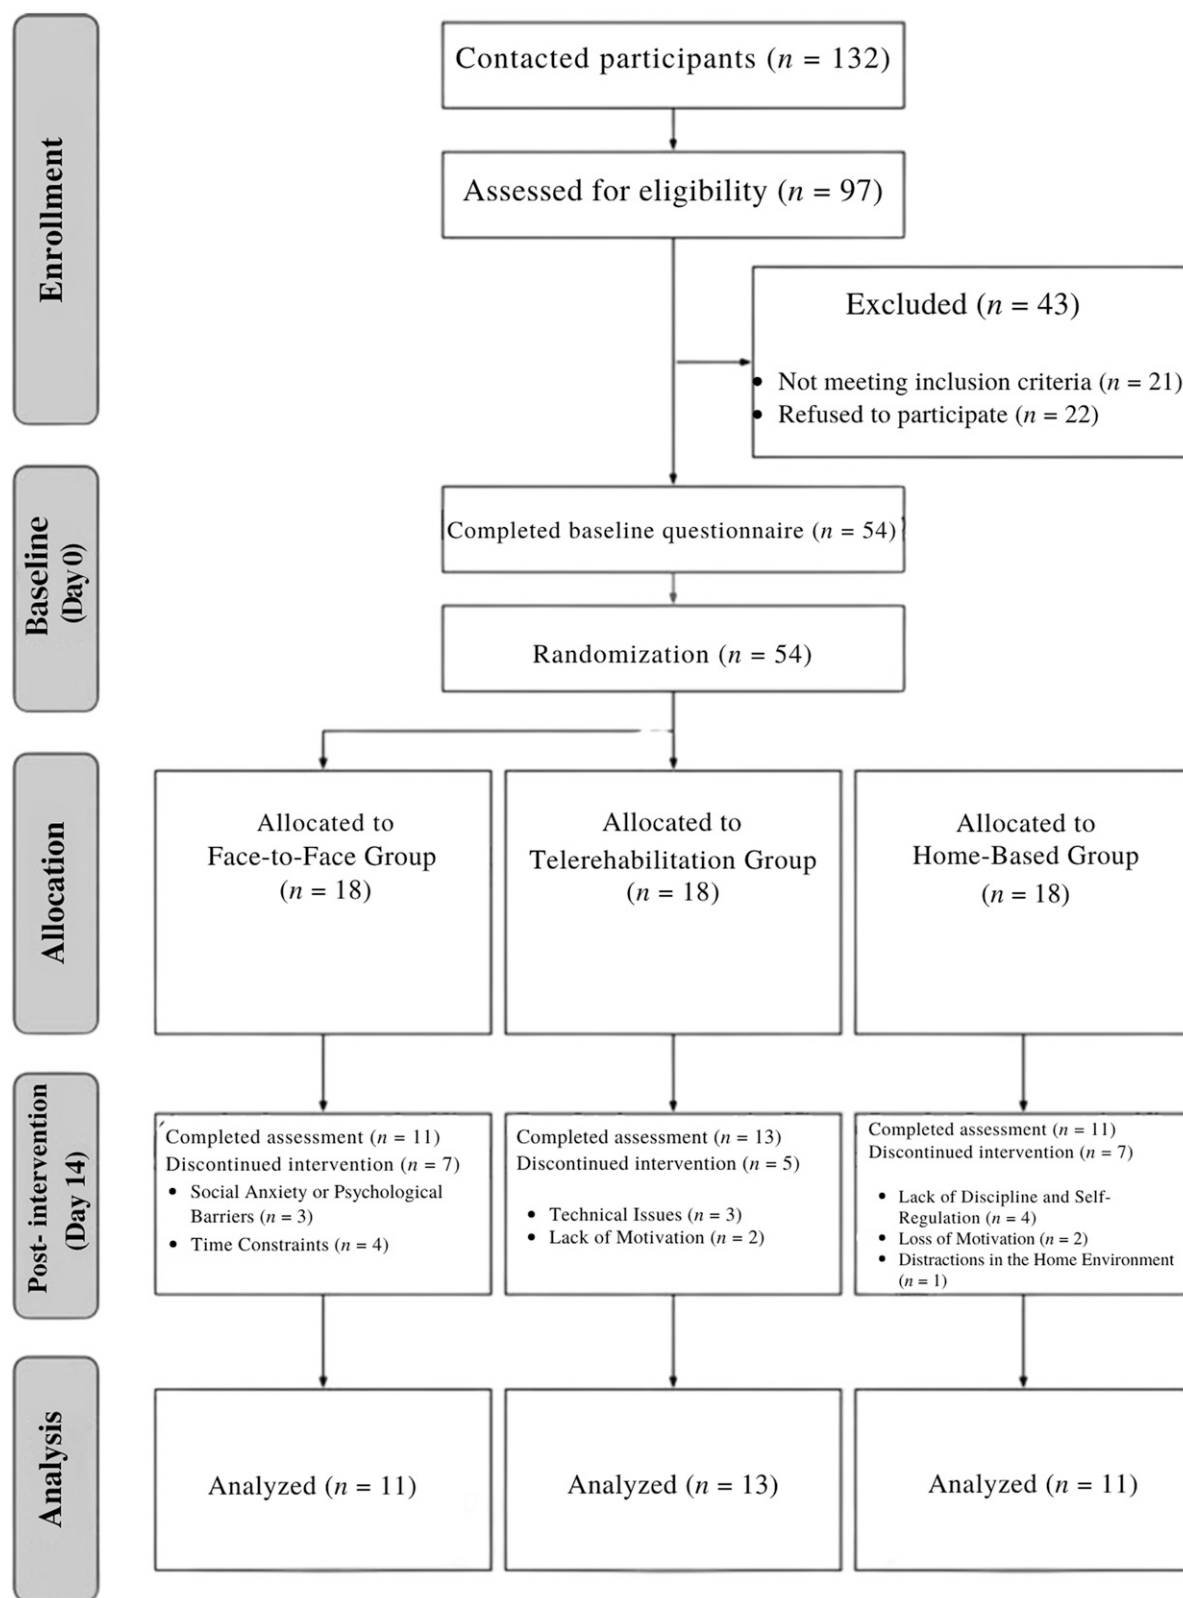 Enrollment
Contacted participants (n = 132)
Assessed for eligibility (n = 97)
Excluded (n = 43)
• Not meeting inclusion criteria (n = 21)
• Refused to participate (n = 22)
Baseline
(Day 0)
Completed baseline questionnaire (n = 54)
Randomization (n = 54)
Allocation
Allocated to
Face-to-Face Group
(n = 18)
Allocated to
Telerehabilitation Group
(n = 18)
Allocated to
Home-Based Group
(n = 18)
Post- intervention
(Day 14)
Completed assessment (n = 11)
Discontinued intervention (n = 7)
• Social Anxiety or Psychological
Barriers (n = 3)
• Time Constraints (n = 4)
Completed assessment (n = 13)
Discontinued intervention (n = 5)
• Technical Issues (n = 3)
• Lack of Motivation (n = 2)
Completed assessment (n = 11)
Discontinued intervention (n = 7)
• Lack of Discipline and Self-
Regulation (n = 4)
• Loss of Motivation (n = 2)
• Distractions in the Home Environment
(n = 1)
Analysis
Analyzed (n = 11)
Analyzed (n = 13)
Analyzed (n = 11)